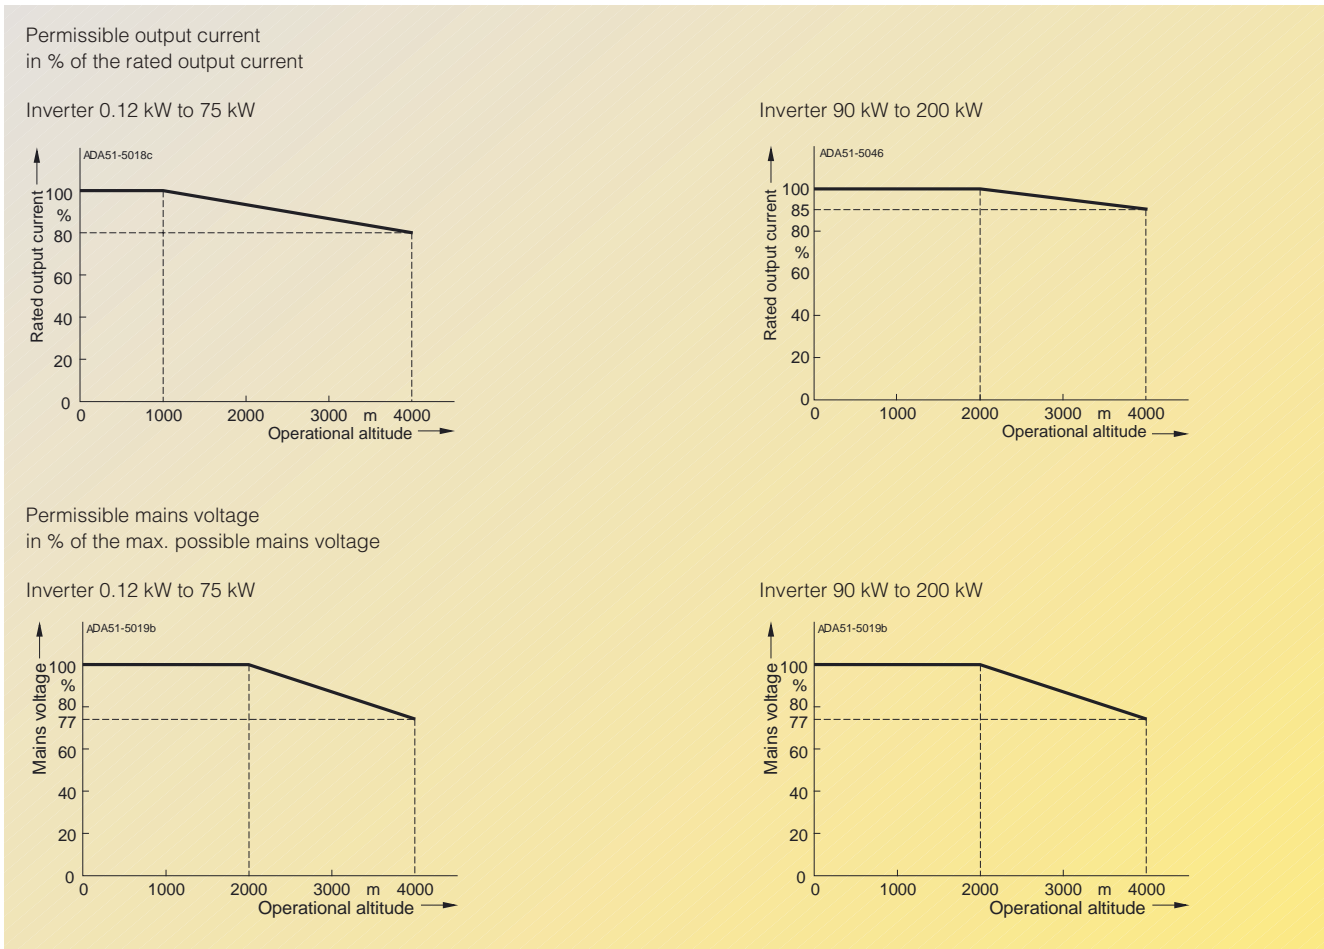 Permissible output current
in % of the rated output current
Inverter 0.12 kW to 75 kW
ADA51-5018c
Rated output current
100
%
80
60
40
20
0
0 1000 2000 3000 m 4000
Operational altitude
Inverter 90 kW to 200 kW
ADA51-5046
Rated output current
100
85
80
%
60
40
20
0
0 1000 2000 3000 m 4000
Operational altitude
Permissible mains voltage
in % of the max. possible mains voltage
Inverter 0.12 kW to 75 kW
ADA51-5019b
Mains voltage
100
%
80
77
60
40
20
0
0 1000 2000 3000 m 4000
Operational altitude
Inverter 90 kW to 200 kW
ADA51-5019b
Mains voltage
100
%
80
77
60
40
20
0
0 1000 2000 3000 m 4000
Operational altitude